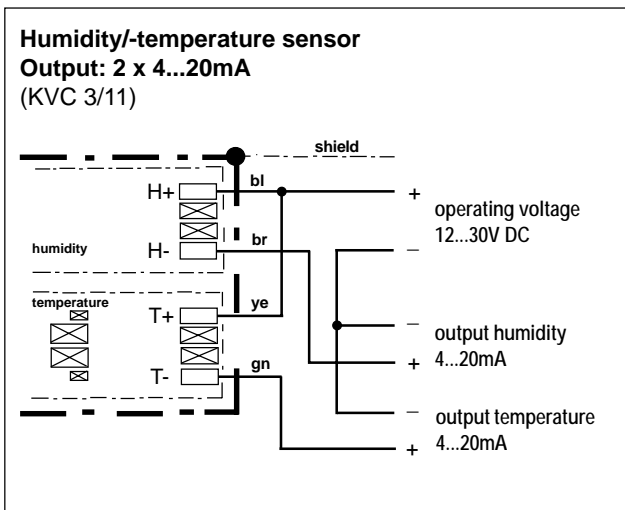 Humidity/-temperature sensor
Output: 2 x 4...20mA
(KVC 3/11)
shield
H+
bl
+
operating voltage
12...30V DC
humidity
H-
br
–
temperature
T+
ye
–
output humidity
4...20mA
+
T-
gn
–
output temperature
4...20mA
+